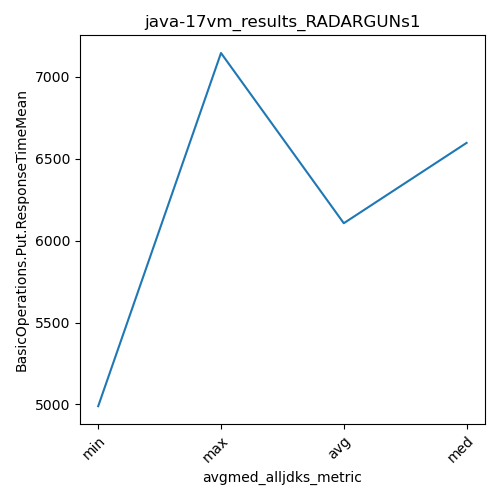 java-17vm_results_RADARGUNs1
BasicOperations.Put.ResponseTimeMean
7000
6500
6000
5500
5000
min
max
avg
med
avgmed_alljdks_metric